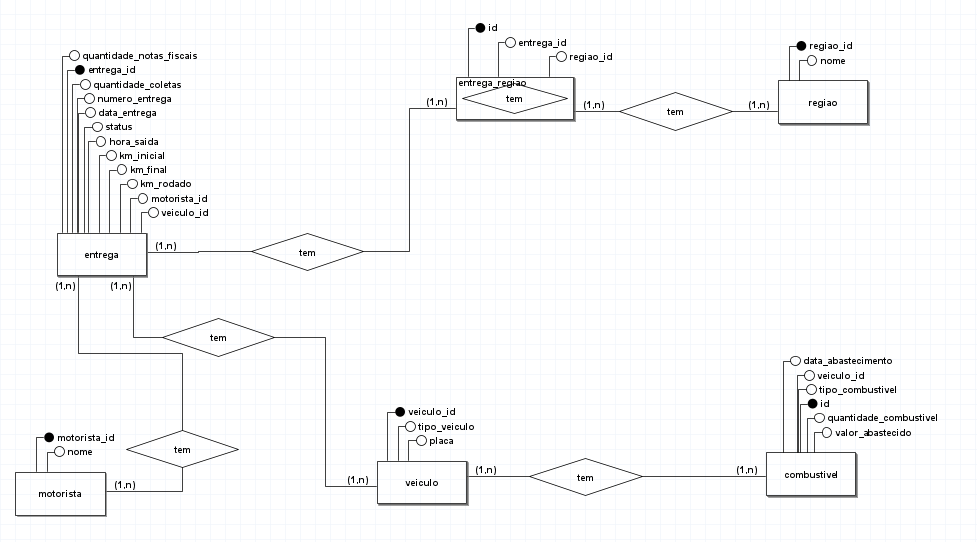 id
entrega_id
regiao_id
entrega_regiao
tem
(1,n)
(1,n)
tem
(1,n)
regiao_id
nome
regiao
quantidade_notas_fiscais
entrega_id
quantidade_coletas
numero_entrega
data_entrega
status
hora_saida
km_inicial
km_final
km_rodado
motorista_id
veiculo_id
entrega
(1,n)
tem
(1,n)
(1,n)
tem
motorista_id
nome
motorista
(1,n)
tem
veiculo_id
tipo_veiculo
placa
veiculo
(1,n)
(1,n)
tem
(1,n)
data_abastecimento
veiculo_id
tipo_combustivel
id
quantidade_combustivel
valor_abastecido
combustivel